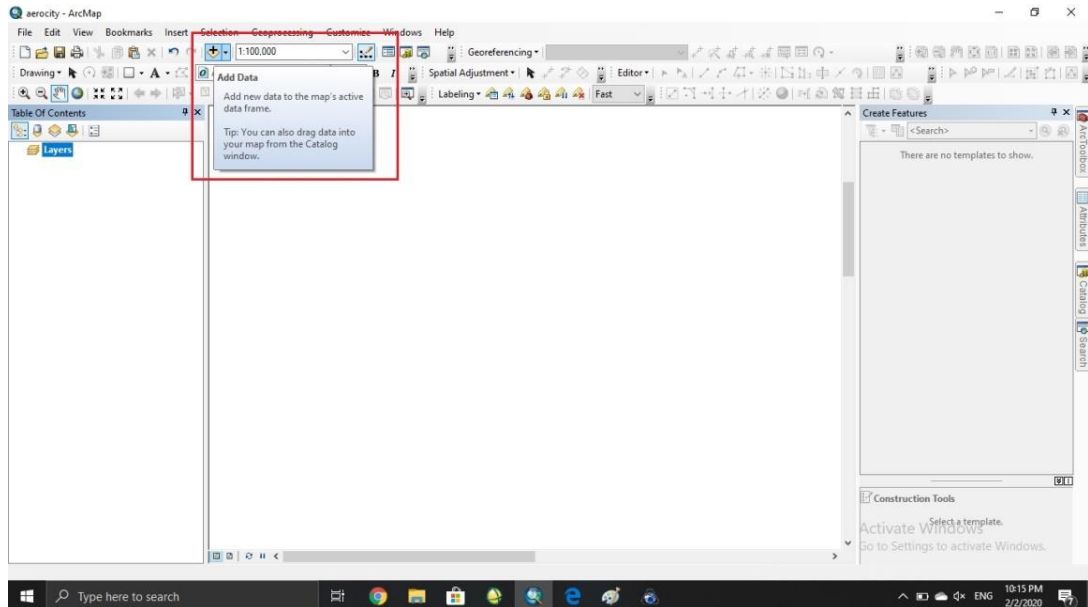 aerocity - ArcMap
File Edit View Bookmarks Insert Selection Geoprocessing Customize Windows Help
1:100,000 Georeferencing
Drawing A B I Spatial Adjustment Editor
Labeling Fast
Add Data
Add new data to the map's active
data frame.
Tip: You can also drag data into
your map from the Catalog
window.
Table Of Contents
Layers
Create Features
<Search>
There are no templates to show.
ArcToolbox
Attributes
Catalog
Search
Construction Tools
Select a template.
Activate Windows
Go to Settings to activate Windows.
Type here to search
ENG
10:15 PM
2/2/2020